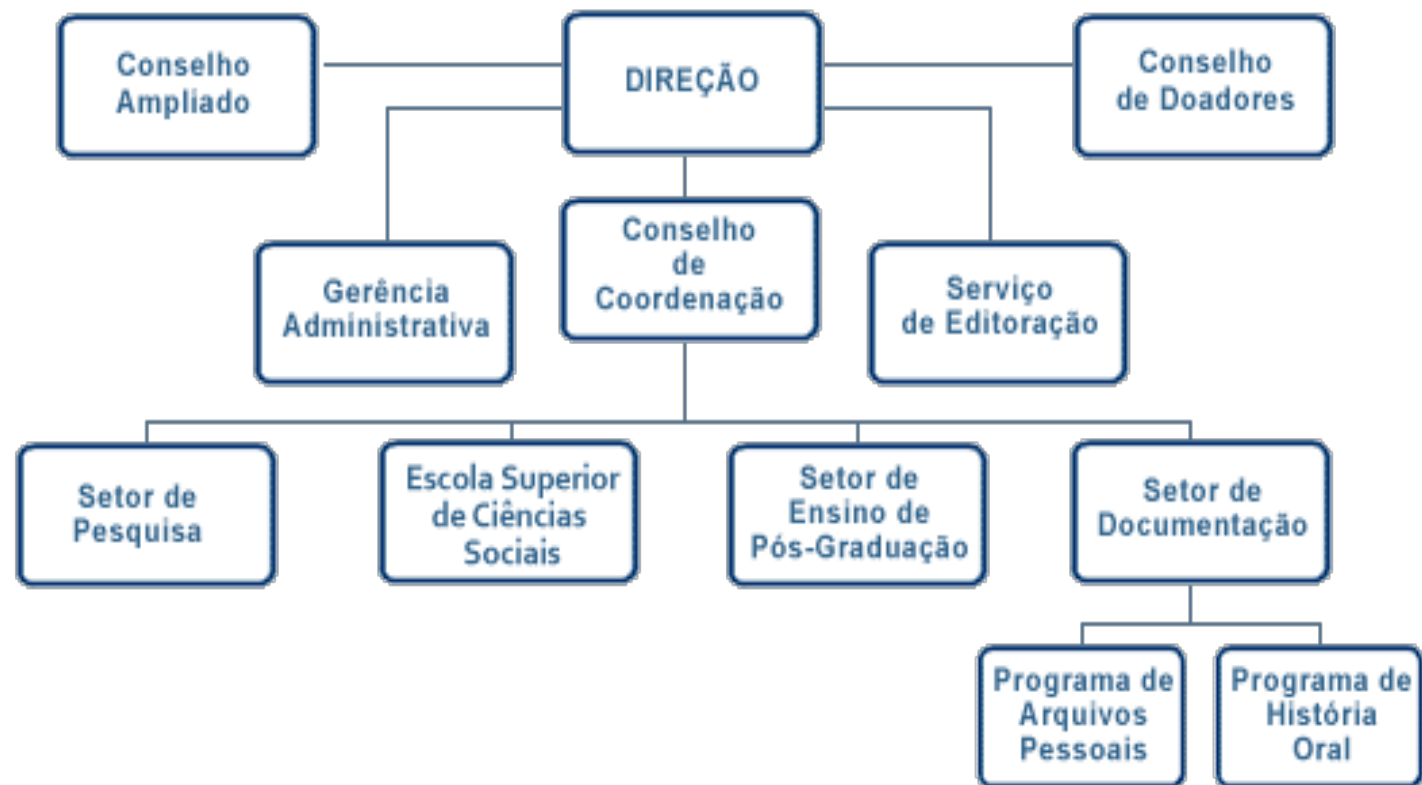 Conselho
Ampliado
DIREÇÃO
Conselho
de Doadores
Gerência
Administrativa
Conselho
de
Coordenação
Serviço
de Editoração
Setor de
Pesquisa
Escola Superior
de Ciências
Sociais
Setor de
Ensino de
Pós-Graduação
Setor de
Documentação
Programa de
Arquivos
Pessoais
Programa de
História
Oral